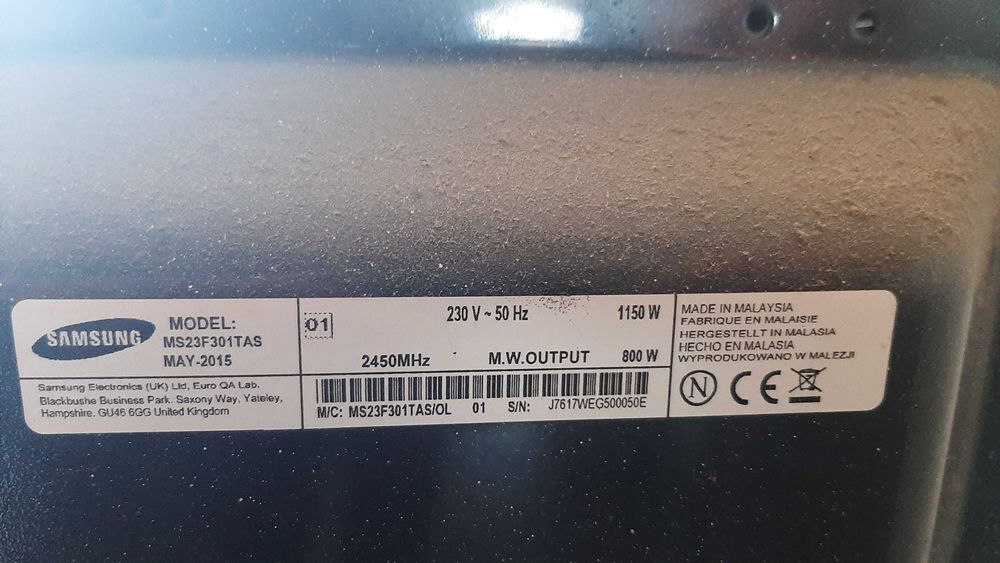 SAMSUNG
MODEL:
MS23F301TAS
MAY-2015
Samsung Electronics (UK) Ltd, Euro QA Lab.
Blackbushe Business Park. Saxony Way, Yateley,
Hampshire. GU46 6GG United Kingdom
01
230 V ~ 50 Hz 1150 W
2450MHz M.W.OUTPUT 800 W
M/C: MS23F301TAS/OL 01 S/N: J7617WEG500050E
MADE IN MALAYSIA
FABRIQUE EN MALAISIE
HERGESTELLT IN MALASIA
HECHO EN MALASIA
WYPRODUKOWANO W MALEZJI
N CE